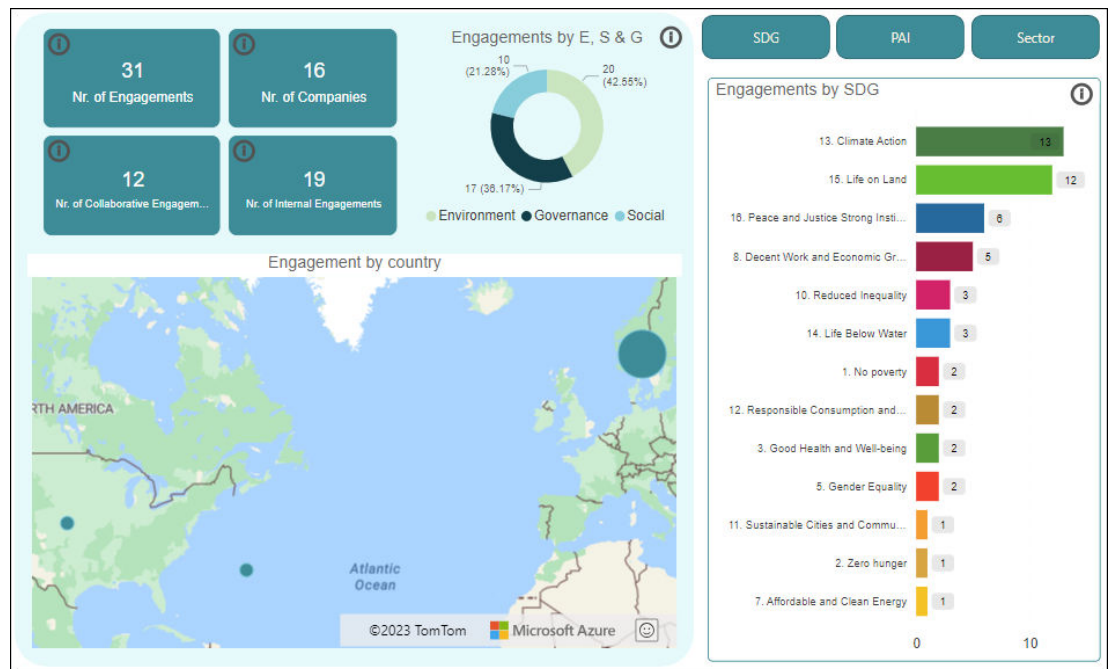 31
Nr. of Engagements
16
Nr. of Companies
12
Nr. of Collaborative Engagem...
19
Nr. of Internal Engagements
Engagements by E, S & G
10
(21.28%)
20
(42.55%)
17 (36.17%)
Environment Governance Social
Engagement by country
RTH AMERICA
Atlantic
Ocean
©2023 TomTom Microsoft Azure
SDG
PAI
Sector
Engagements by SDG
13. Climate Action 13
15. Life on Land 12
16. Peace and Justice Strong Insti... 6
8. Decent Work and Economic Gr... 5
10. Reduced Inequality 3
14. Life Below Water 3
1. No poverty 2
12. Responsible Consumption and... 2
3. Good Health and Well-being 2
5. Gender Equality 2
11. Sustainable Cities and Commu... 1
2. Zero hunger 1
7. Affordable and Clean Energy 1
0 10